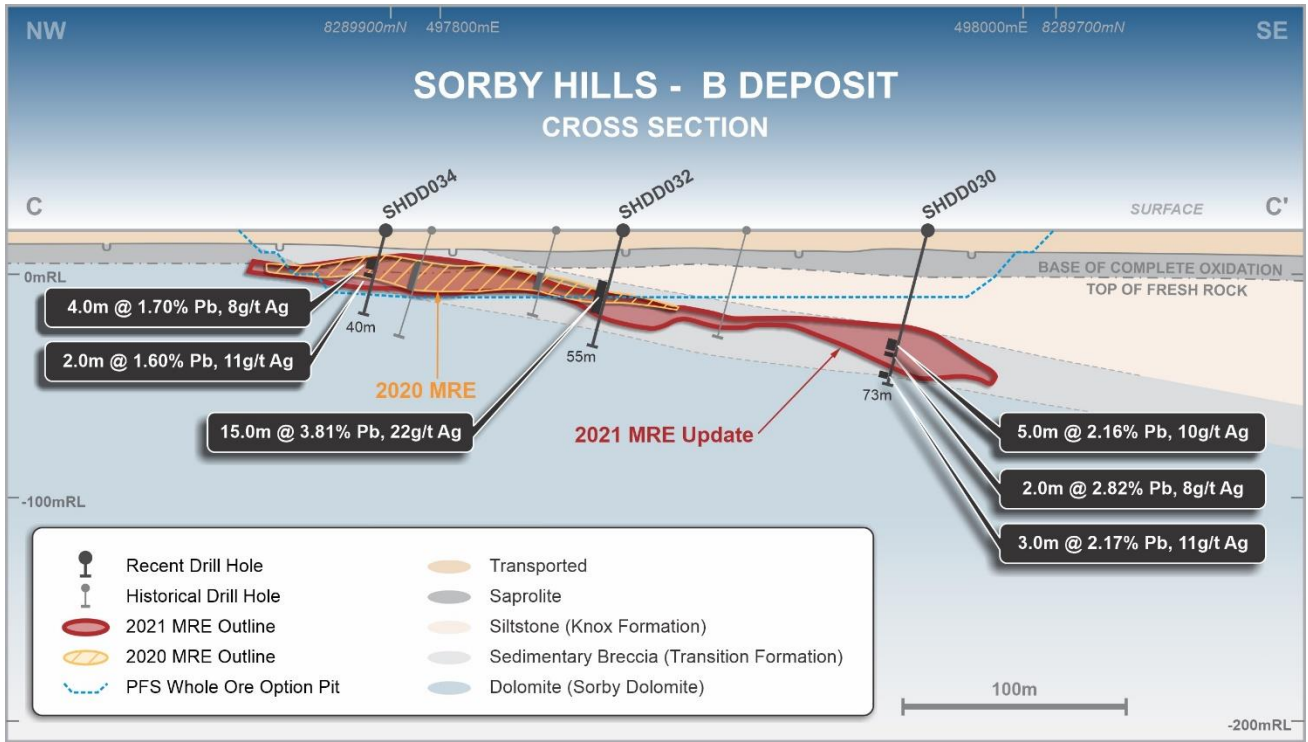 NW
8289900mN
497800mE
498000mE
8289700mN
SE
SORBY HILLS - B DEPOSIT
CROSS SECTION
SHDD034
SHDD032
SHDD030
C
SURFACE
C'
0mRL
BASE OF COMPLETE OXIDATION
TOP OF FRESH ROCK
4.0m @ 1.70% Pb, 8g/t Ag
40m
2.0m @ 1.60% Pb, 11g/t Ag
55m
2020 MRE
73m
15.0m @ 3.81% Pb, 22g/t Ag
2021 MRE Update
5.0m @ 2.16% Pb, 10g/t Ag
2.0m @ 2.82% Pb, 8g/t Ag
3.0m @ 2.17% Pb, 11g/t Ag
-100mRL
Recent Drill Hole
Historical Drill Hole
2021 MRE Outline
2020 MRE Outline
PFS Whole Ore Option Pit
Transported
Saprolite
Siltstone (Knox Formation)
Sedimentary Breccia (Transition Formation)
Dolomite (Sorby Dolomite)
100m
-200mRL